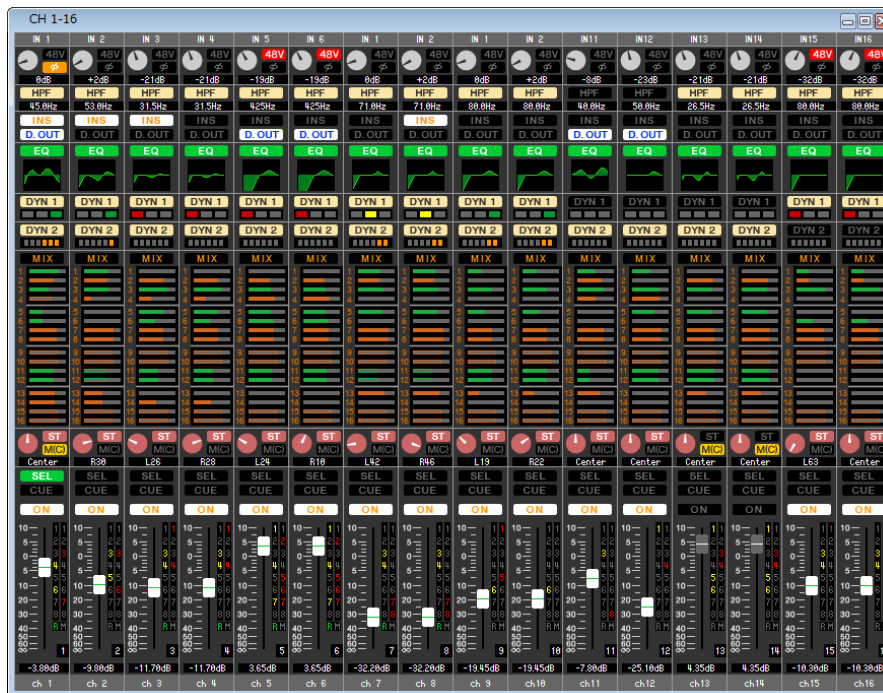 CH 1-16
IN 1 IN 2 IN 3 IN 4 IN 5 IN 6 IN 7 IN 8 IN 9 IN10 IN11 IN12 IN13 IN14 IN15 IN16
48V 48V 48V 48V 48V 48V 48V 48V 48V 48V 48V 48V 48V 48V 48V 48V
ø ø ø ø ø ø ø ø ø ø ø ø ø ø ø ø
0dB +2dB -21dB -21dB -19dB -19dB 0dB +2dB 0dB +2dB -8dB -23dB -21dB -21dB -32dB -32dB
HPF HPF HPF HPF HPF HPF HPF HPF HPF HPF HPF HPF HPF HPF HPF HPF
45.0Hz 53.0Hz 31.5Hz 31.5Hz 425Hz 425Hz 71.0Hz 71.0Hz 80.0Hz 80.0Hz 40.0Hz 50.0Hz 26.5Hz 26.5Hz 80.0Hz 80.0Hz
INS INS INS INS INS INS INS INS INS INS INS INS INS INS INS INS
D. OUT D. OUT D. OUT D. OUT D. OUT D. OUT D. OUT D. OUT D. OUT D. OUT D. OUT D. OUT D. OUT D. OUT D. OUT D. OUT
EQ EQ EQ EQ EQ EQ EQ EQ EQ EQ EQ EQ EQ EQ EQ EQ
DYN 1 DYN 1 DYN 1 DYN 1 DYN 1 DYN 1 DYN 1 DYN 1 DYN 1 DYN 1 DYN 1 DYN 1 DYN 1 DYN 1 DYN 1 DYN 1
DYN 2 DYN 2 DYN 2 DYN 2 DYN 2 DYN 2 DYN 2 DYN 2 DYN 2 DYN 2 DYN 2 DYN 2 DYN 2 DYN 2 DYN 2 DYN 2
MIX MIX MIX MIX MIX MIX MIX MIX MIX MIX MIX MIX MIX MIX MIX MIX
ST ST ST ST ST ST ST ST ST ST ST ST ST ST ST ST
M(C) M(C) M(C) M(C) M(C) M(C) M(C) M(C) M(C) M(C) M(C) M(C) M(C) M(C) M(C) M(C)
Center R30 L26 R28 L24 R10 L42 R46 L19 R22 Center Center Center Center L63 Center
SEL SEL SEL SEL SEL SEL SEL SEL SEL SEL SEL SEL SEL SEL SEL SEL
CUE CUE CUE CUE CUE CUE CUE CUE CUE CUE CUE CUE CUE CUE CUE CUE
ON ON ON ON ON ON ON ON ON ON ON ON ON ON ON ON
1 2 3 4 5 6 7 8 9 10 11 12 13 14 15
-3.80dB -9.80dB -11.70dB -11.70dB 3.65dB 3.65dB -32.20dB -32.20dB -19.45dB -19.45dB -7.80dB -25.10dB 4.35dB 4.35dB -10.30dB -10.30dB
ch 1 ch 2 ch 3 ch 4 ch 5 ch 6 ch 7 ch 8 ch 9 ch10 ch11 ch12 ch13 ch14 ch15 ch16